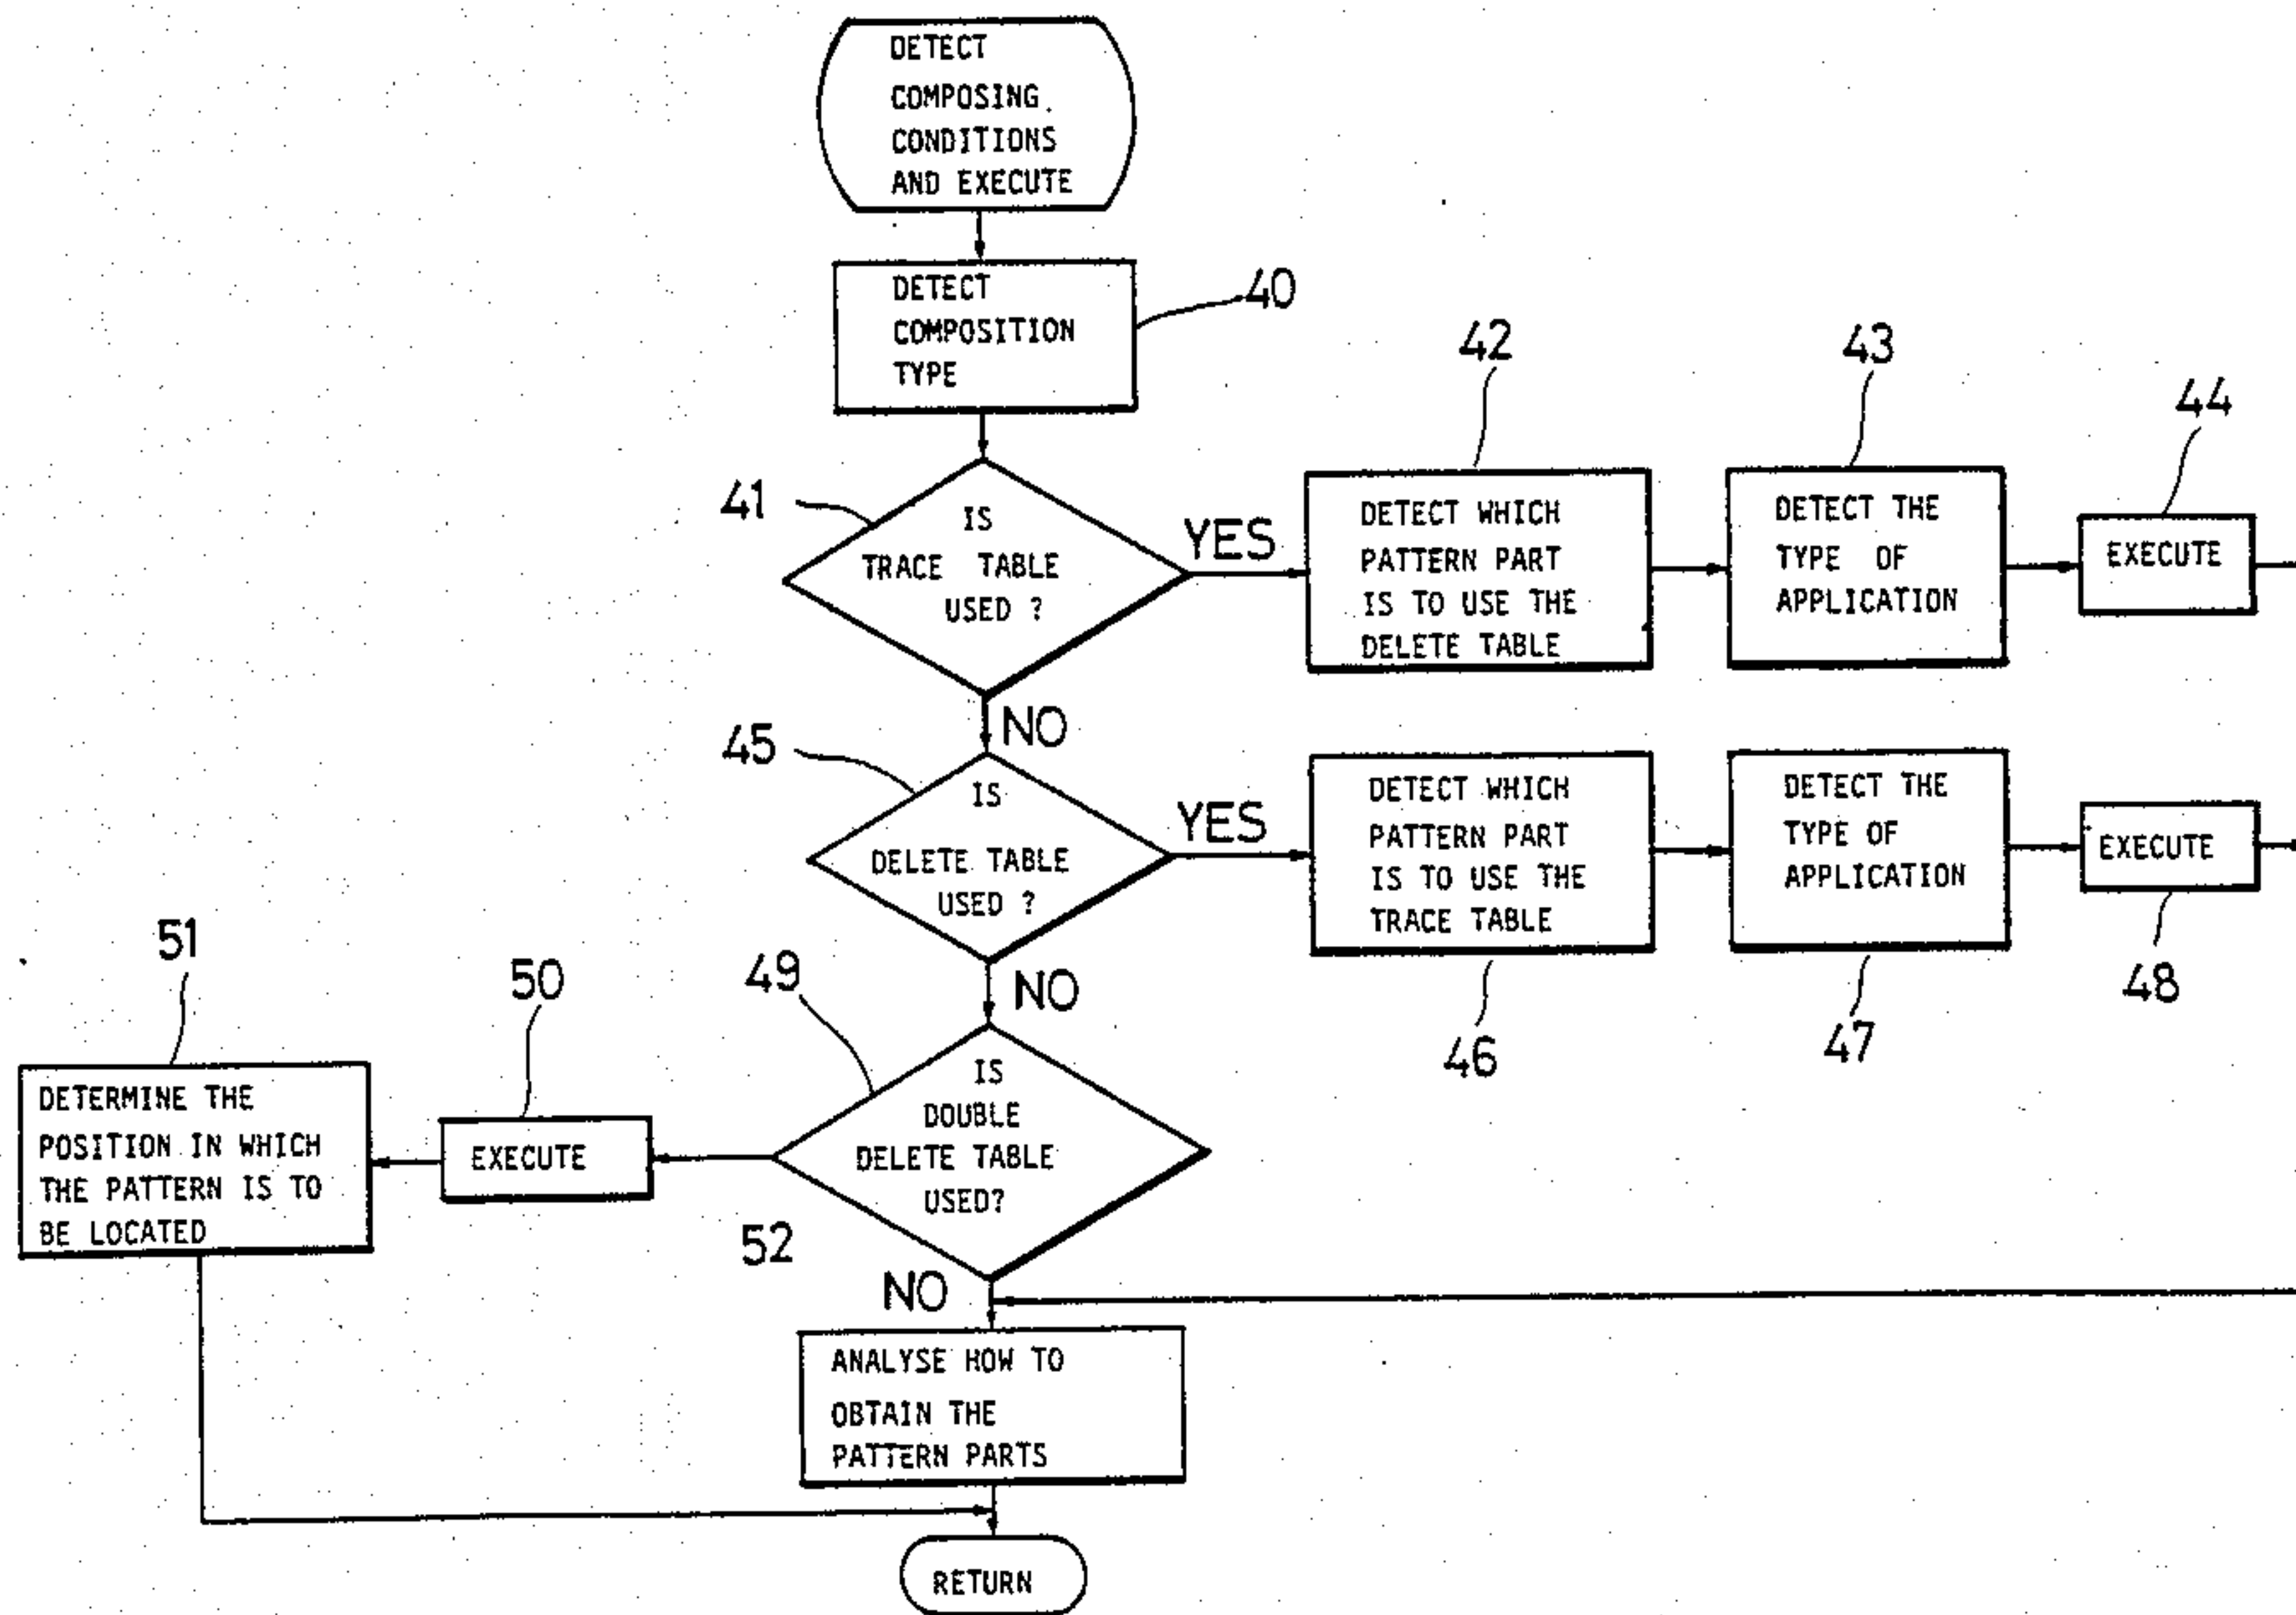 DETECT
COMPOSING
CONDITIONS
AND EXECUTE
DETECT
COMPOSITION
TYPE
40
41
IS
TRACE TABLE
USED ?
YES
42
DETECT WHICH
PATTERN PART
IS TO USE THE
DELETE TABLE
43
DETECT THE
TYPE OF
APPLICATION
44
EXECUTE
NO
45
IS
DELETE TABLE
USED ?
YES
DETECT WHICH
PATTERN PART
IS TO USE THE
TRACE TABLE
46
DETECT THE
TYPE OF
APPLICATION
47
EXECUTE
48
NO
49
IS
DOUBLE
DELETE TABLE
USED?
50
EXECUTE
51
DETERMINE THE
POSITION IN WHICH
THE PATTERN IS TO
BE LOCATED
52
NO
ANALYSE HOW TO
OBTAIN THE
PATTERN PARTS
RETURN